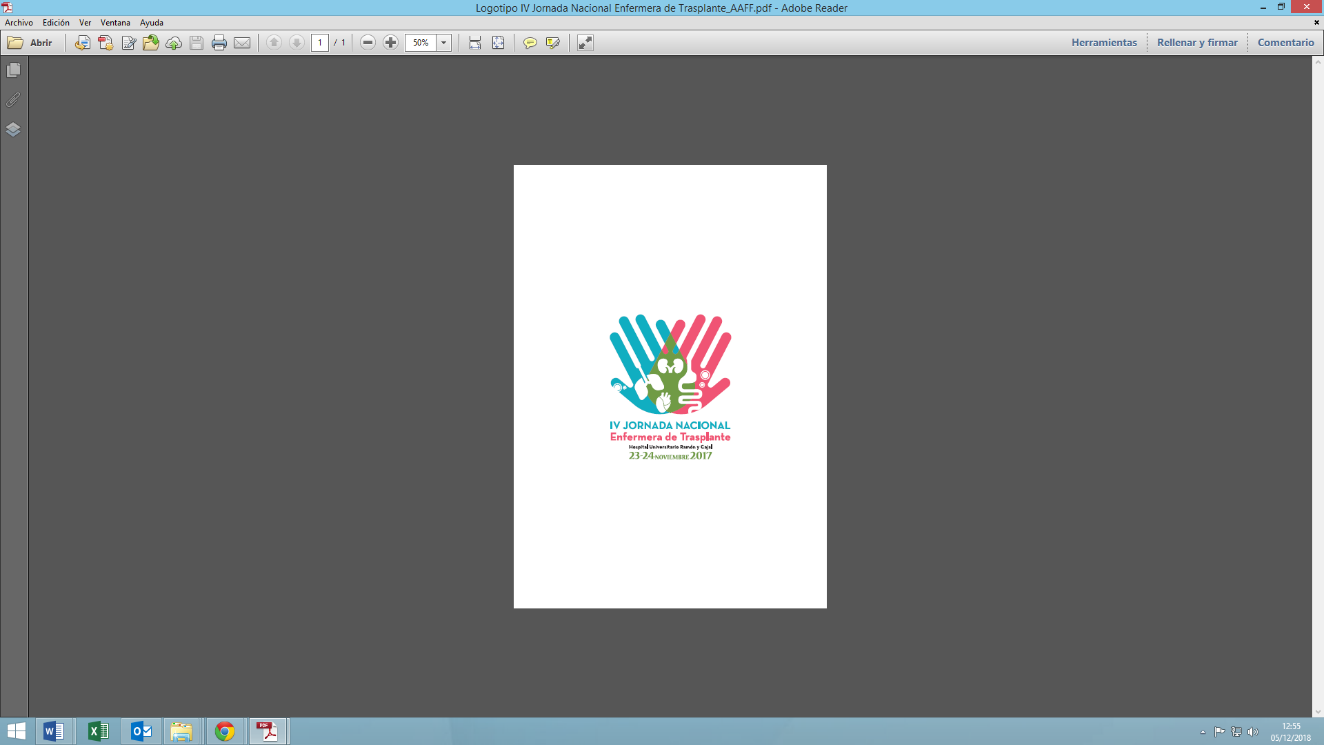 Logotipo IV Jornada Nacional Enfermera de Trasplante_AAFF.pdf - Adobe Reader
Archivo Edición Ver Ventana Ayuda
Abrir 1 / 1 50% Herramientas Rellenar y firmar Comentario
IV JORNADA NACIONAL
Enfermera de Trasplante
Hospital Universitario Ramón y Cajal
23-24 NOVIEMBRE 2017
12:55
05/12/2018